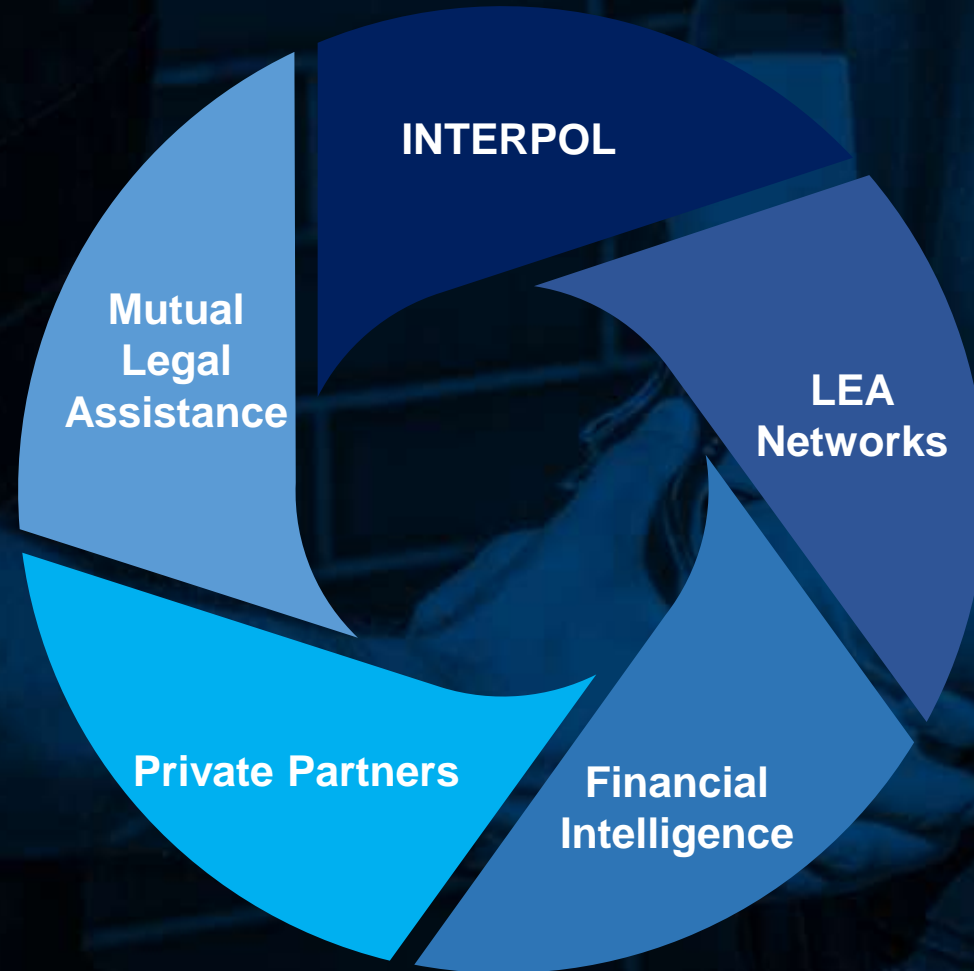 INTERPOL
LEA
Networks
Financial
Intelligence
Private Partners
Mutual
Legal
Assistance